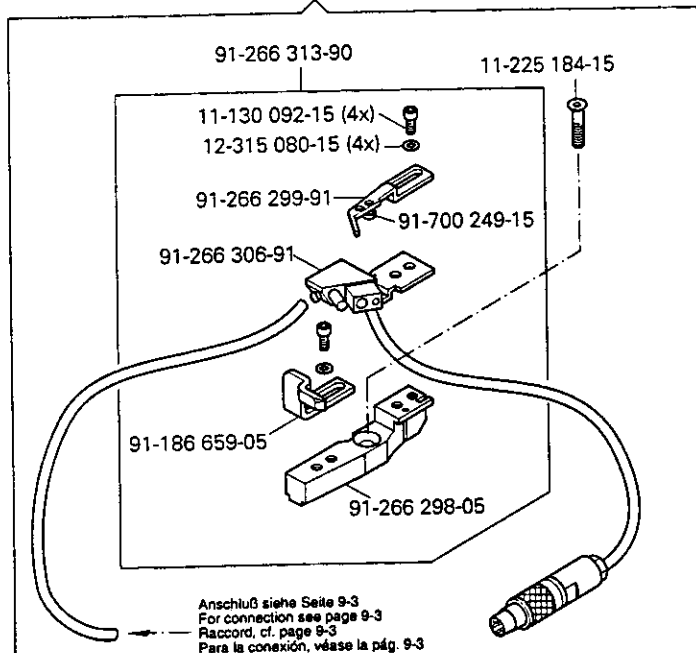 91-266 313-90
11-225 184-15
11-130 092-15 (4x)
12-315 080-15 (4x)
91-266 299-91
91-700 249-15
91-266 306-91
91-186 659-05
91-266 298-05
Anschluß siehe Seite 9-3
For connection see page 9-3
Raccord, cf. page 9-3
Para la conexión, véase la pág. 9-3